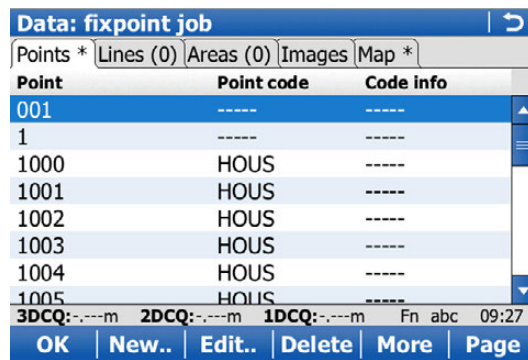 Data: fixpoint job
Points * Lines (0) Areas (0) Images Map *
Point Point code Code info
001 ----- -----
1 ----- -----
1000 HOUS -----
1001 HOUS -----
1002 HOUS -----
1003 HOUS -----
1004 HOUS -----
1005 HOUS -----
3DCQ:-.---m 2DCQ:-.---m 1DCQ:-.---m Fn abc 09:27
OK New.. Edit.. Delete More Page